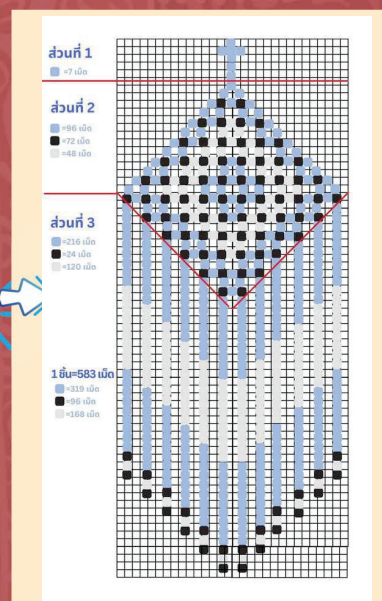 ส่วนที่ 1
=7 เม็ด
ส่วนที่ 2
=96 เม็ด
=72 เม็ด
=48 เม็ด
ส่วนที่ 3
=216 เม็ด
=24 เม็ด
=120 เม็ด
1 ชิ้น=583 เม็ด
=319 เม็ด
=96 เม็ด
=168 เม็ด